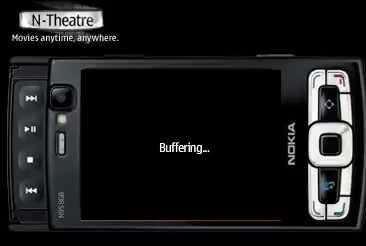 N-Theatre
Movies anytime, anywhere.
Buffering...
NOKIA
N95 8GB